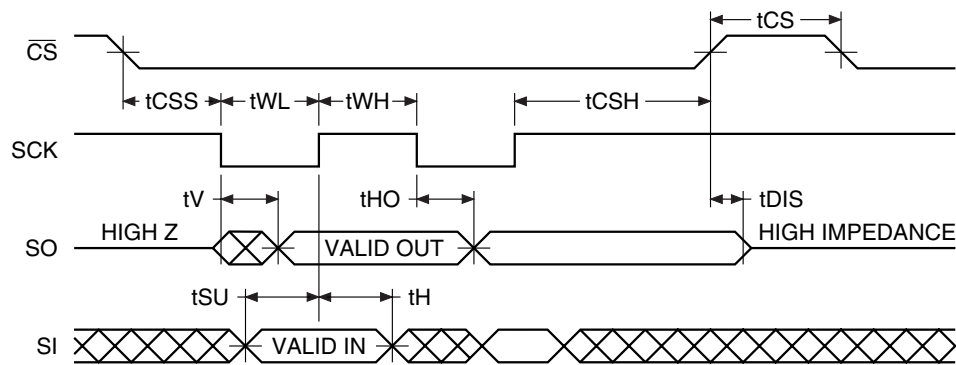 tCS
C̅S̅
tCSS tWL tWH tCSH
SCK
tV tHO tDIS
HIGH Z VALID OUT HIGH IMPEDANCE
SO
tSU tH
SI VALID IN